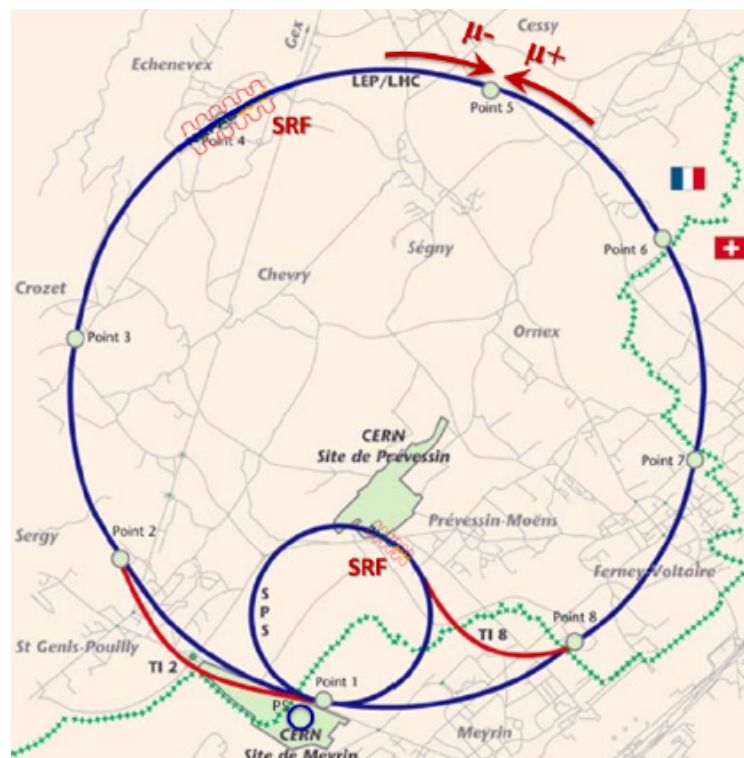 Cessy
Gex
μ-
μ+
Echenevex
LEP/LHC
Point 5
SRF
Point 4
Point 6
Ségny
Chevry
Crozet
Ornex
Point 3
CERN
Site de Prévessin
Point 7
Prévessin-Moëns
Point 2
Sergy
SRF
Ferney-Voltaire
SPS
Point 8
TI 8
St Genis-Pouilly
TI 2
Point 1
PS
CERN
Meyrin
Site de Meyrin